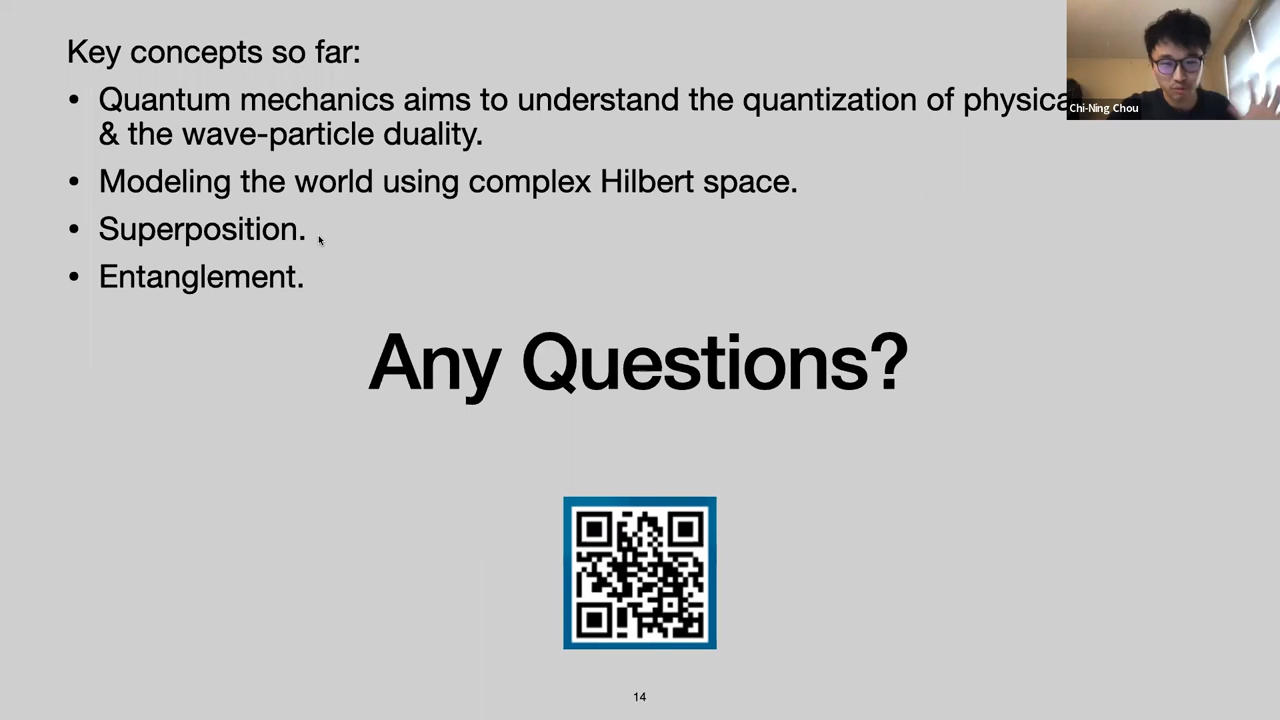 Key concepts so far:
• Quantum mechanics aims to understand the quantization of physica
& the wave-particle duality.
• Modeling the world using complex Hilbert space.
• Superposition.
• Entanglement.
Any Questions?
14
Chi-Ning Chou